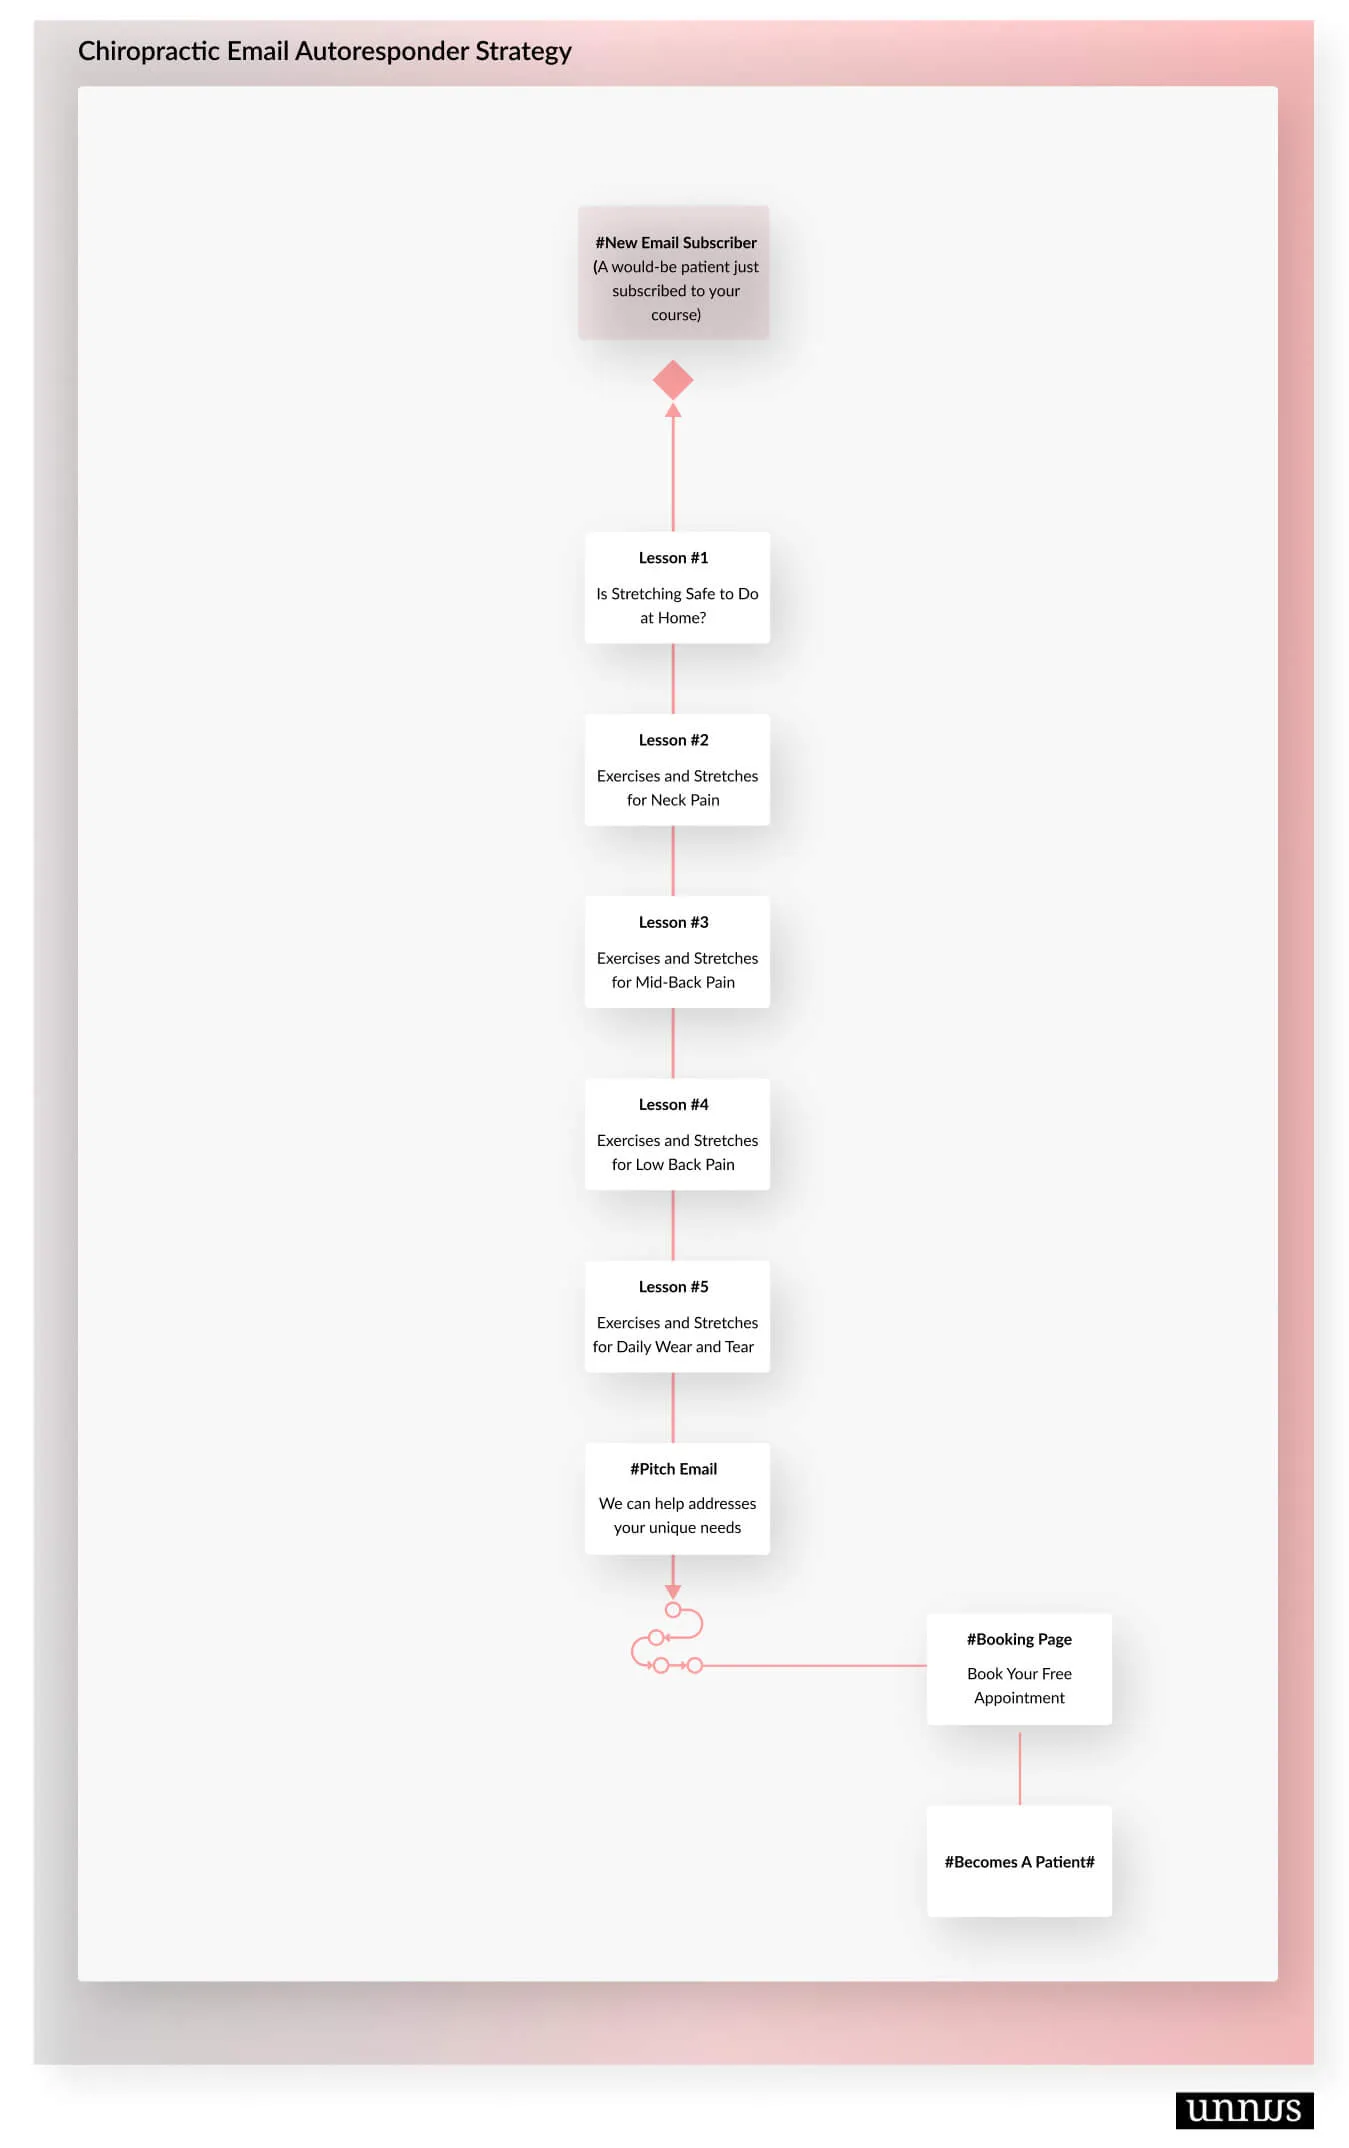 Chiropractic Email Autoresponder Strategy
#New Email Subscriber
(A would-be patient just
subscribed to your
course)
Lesson #1
Is Stretching Safe to Do
at Home?
Lesson #2
Exercises and Stretches
for Neck Pain
Lesson #3
Exercises and Stretches
for Mid-Back Pain
Lesson #4
Exercises and Stretches
for Low Back Pain
Lesson #5
Exercises and Stretches
for Daily Wear and Tear
#Pitch Email
We can help addresses
your unique needs
#Booking Page
Book Your Free
Appointment
#Becomes A Patient#
unnus